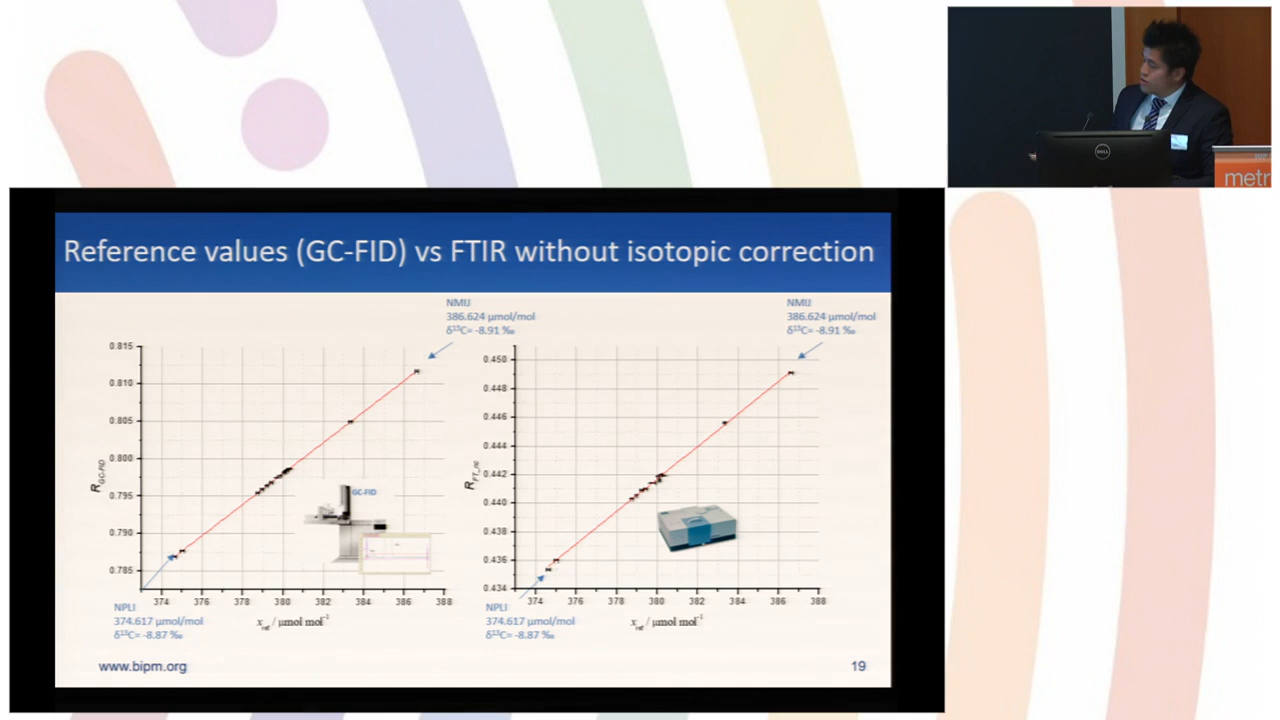 Reference values (GC-FID) vs FTIR without isotopic correction
NMIJ
386.624 µmol/mol
δ¹³C= -8.91 ‰
NMIJ
386.624 µmol/mol
δ¹³C= -8.91 ‰
0.815
0.810
0.805
0.800
0.795
0.790
0.785
R GC-FID
374 376 378 380 382 384 386 388
x ref / µmol mol⁻¹
GC-FID
NPLI
374.617 µmol/mol
δ¹³C= -8.87 ‰
0.450
0.448
0.446
0.444
0.442
0.440
0.438
0.436
0.434
R FT_nc
374 376 378 380 382 384 386 388
x ref / µmol mol⁻¹
NPLI
374.617 µmol/mol
δ¹³C= -8.87 ‰
www.bipm.org
19
DELL
metr